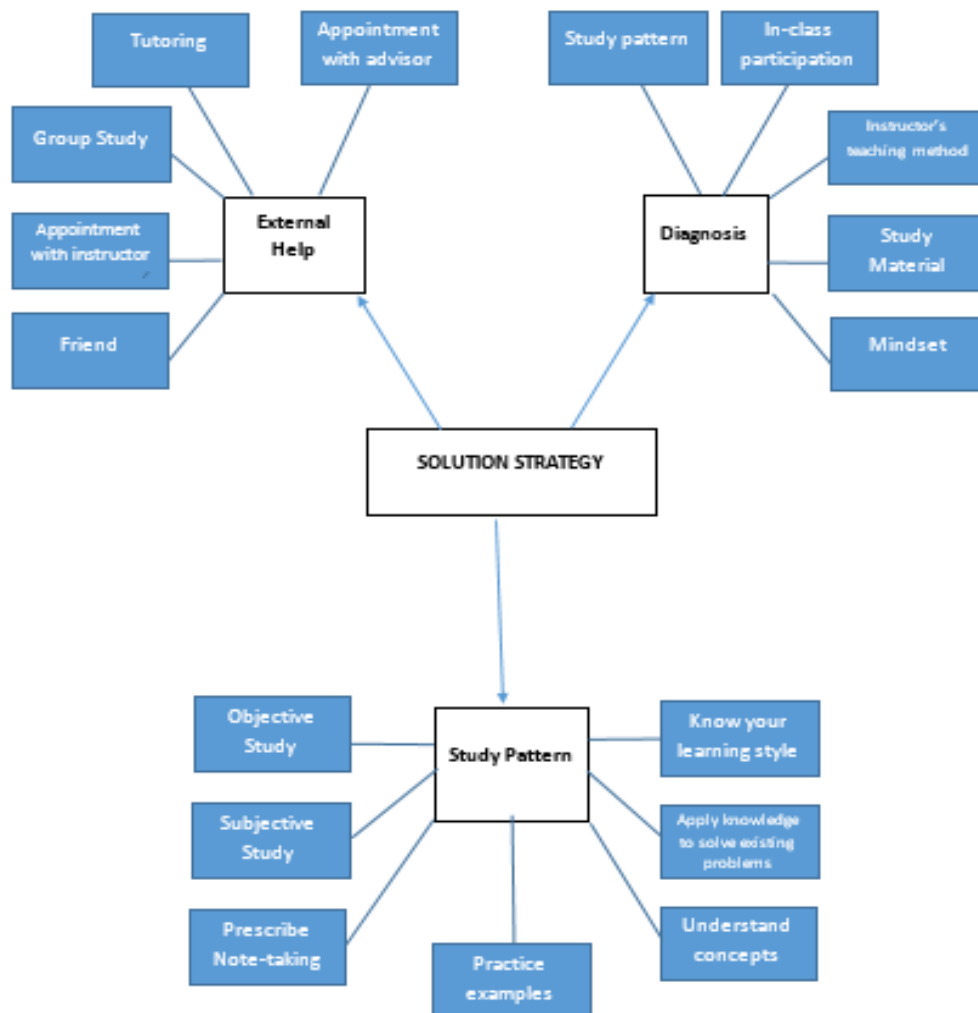 Tutoring
Appointment
with advisor
Study pattern
In-class
participation
Group Study
Instructor's
teaching method
External
Help
Diagnosis
Appointment
with instructor
Study
Material
Friend
Mindset
SOLUTION STRATEGY
Objective
Study
Study Pattern
Know your
learning style
Subjective
Study
Apply knowledge
to solve existing
problems
Prescribe
Note-taking
Practice
examples
Understand
concepts